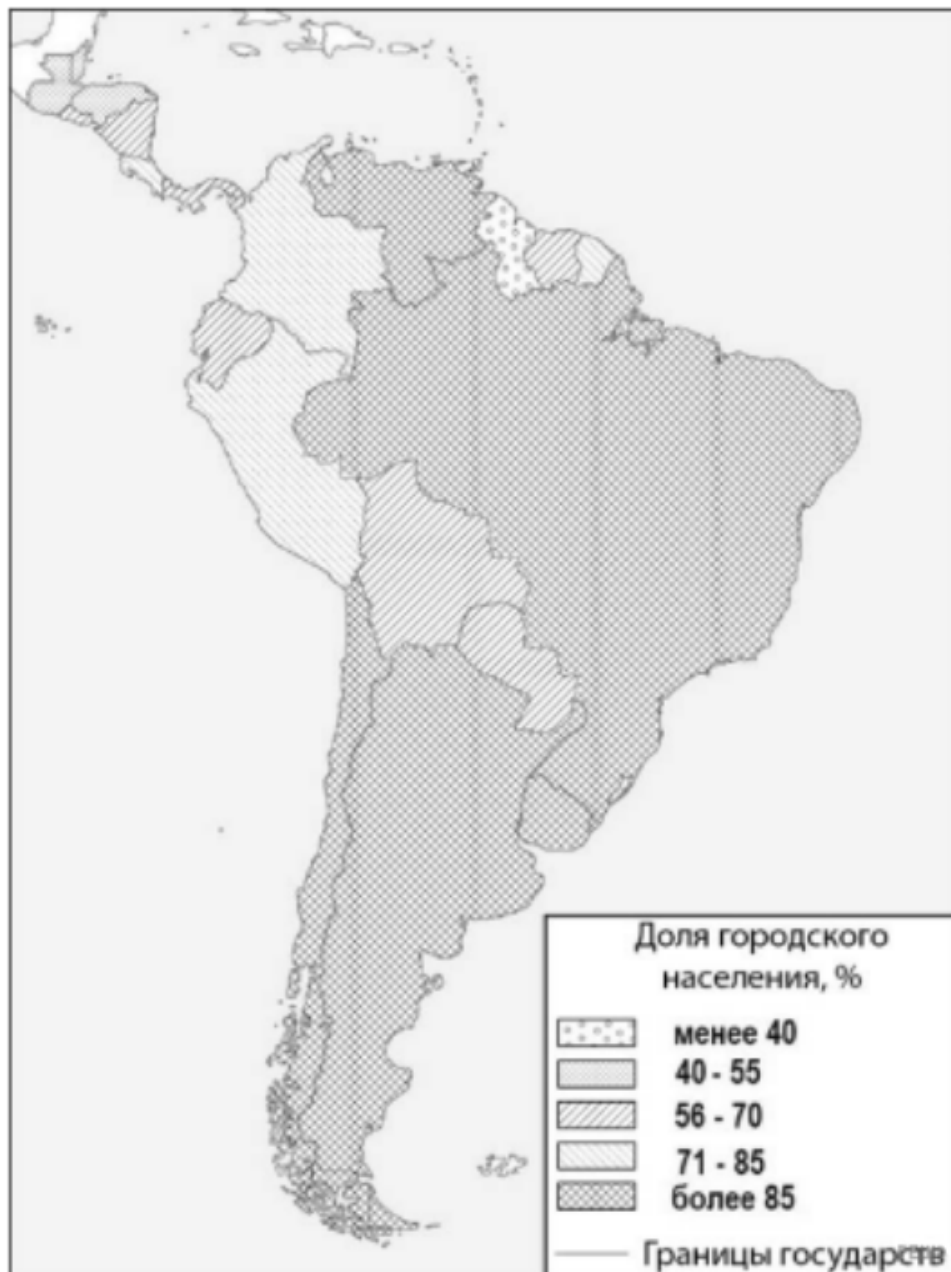 Доля городского
населения, %
менее 40
40 - 55
56 - 70
71 - 85
более 85
Границы государств